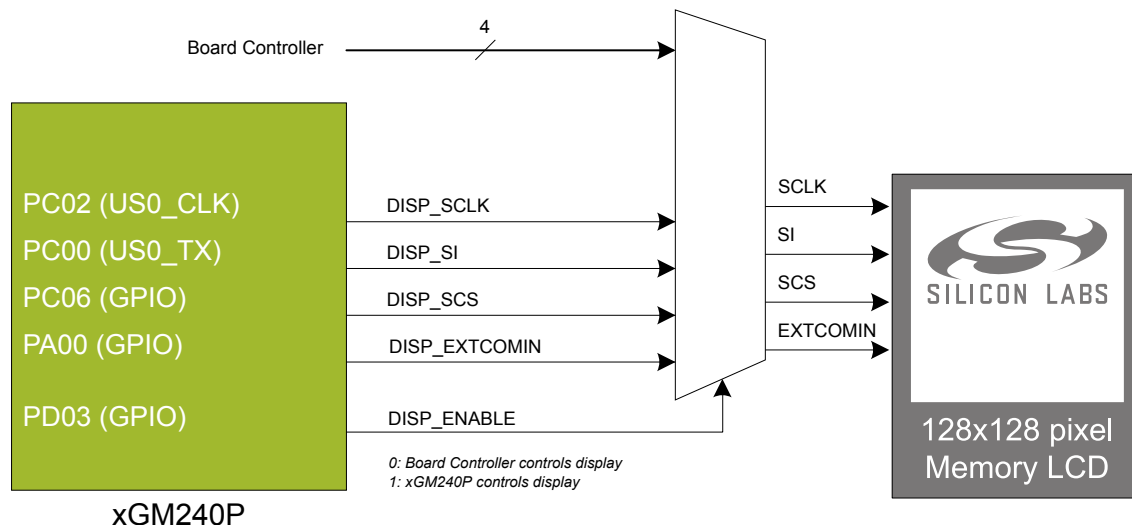 4
Board Controller
PC02 (US0_CLK)
DISP_SCLK
SCLK
PC00 (US0_TX)
DISP_SI
SI
PC06 (GPIO)
DISP_SCS
SCS
SILICON LABS
PA00 (GPIO)
DISP_EXTCOMIN
EXTCOMIN
PD03 (GPIO)
DISP_ENABLE
128x128 pixel
Memory LCD
0: Board Controller controls display
1: xGM240P controls display
xGM240P